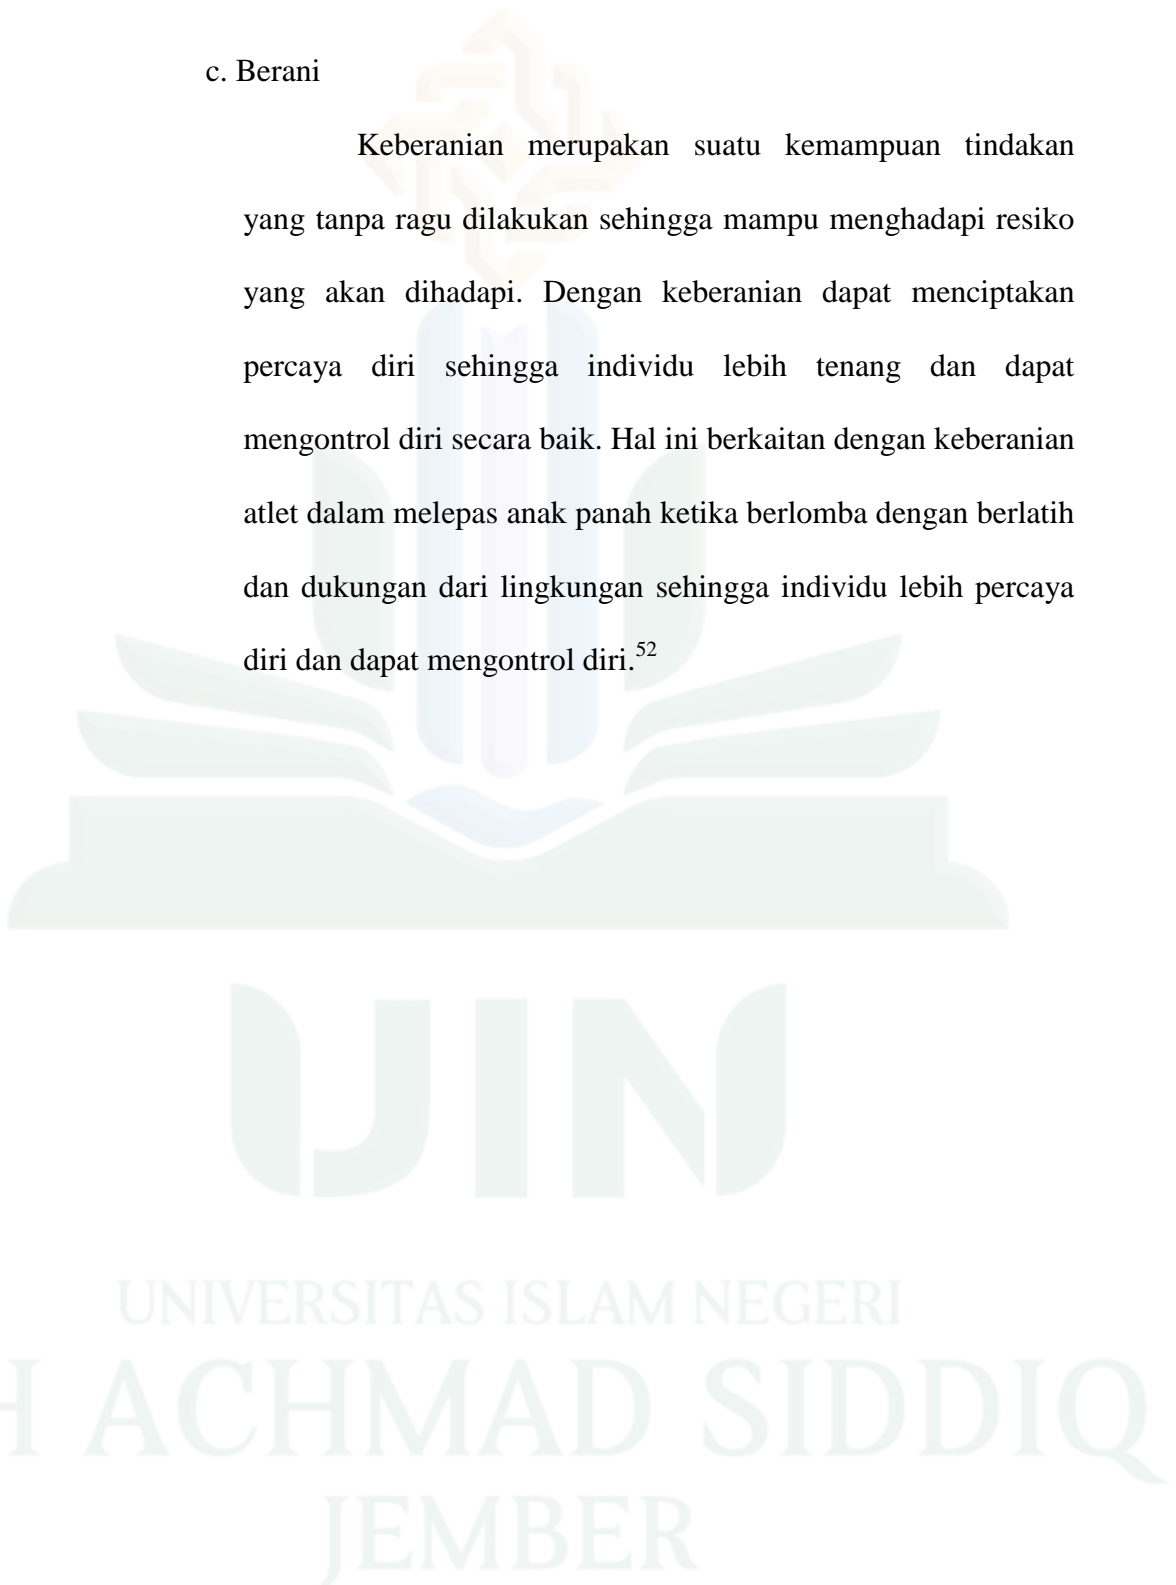 c. Berani
Keberanian merupakan suatu kemampuan tindakan
yang tanpa ragu dilakukan sehingga mampu menghadapi resiko
yang akan dihadapi. Dengan keberanian dapat menciptakan
percaya diri sehingga individu lebih tenang dan dapat
mengontrol diri secara baik. Hal ini berkaitan dengan keberanian
atlet dalam melepas anak panah ketika berlomba dengan berlatih
dan dukungan dari lingkungan sehingga individu lebih percaya
diri dan dapat mengontrol diri.52
UIN
UNIVERSITAS ISLAM NEGERI
H ACHMAD SIDDIQ
JEMBER